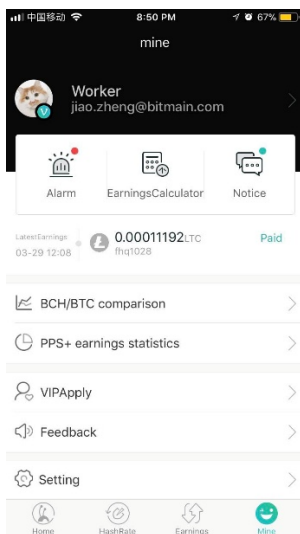 中国移动 8:50 PM 67%
mine
Worker
jiao.zheng@bitmain.com
Alarm EarningsCalculator Notice
LatestEarnings
03-29 12:08
0.00011192LTC
fhq1028
Paid
BCH/BTC comparison
PPS+ earnings statistics
VIPApply
Feedback
Setting
Home HashRate Earnings Mine